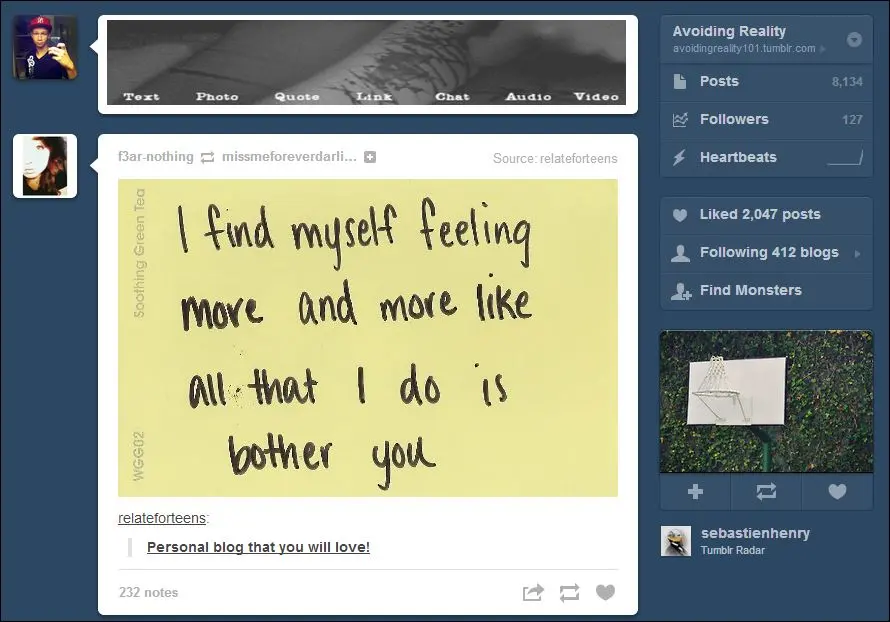 Text Photo Quote Link Chat Audio Video
f3ar-nothing missmeforeverdarli...
Source: relateforteens
Soothing Green Tea
WGG02
I find myself feeling
more and more like
all that I do is
bother you
relateforteens:
Personal blog that you will love!
232 notes
Avoiding Reality
avoidingreality101.tumblr.com
Posts 8,134
Followers 127
Heartbeats
Liked 2,047 posts
Following 412 blogs
Find Monsters
sebastienhenry
Tumblr Radar